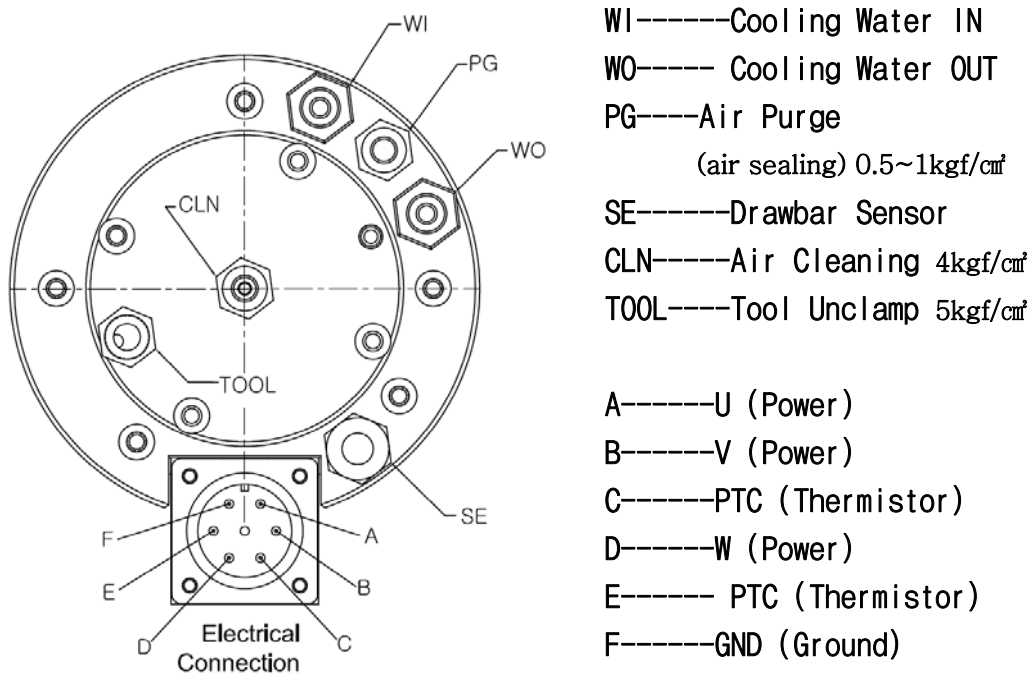 WI
PG
WO
CLN
TOOL
SE
F
A
E
B
D
C
Electrical
Connection
WI------Cooling Water IN
WO----- Cooling Water OUT
PG----Air Purge
(air sealing) 0.5~1kgf/㎠
SE-------Drawbar Sensor
CLN-----Air Cleaning 4kgf/㎠
TOOL----Tool Unclamp 5kgf/㎠
A-------U (Power)
B-------V (Power)
C-------PTC (Thermistor)
D-------W (Power)
E------ PTC (Thermistor)
F-------GND (Ground)